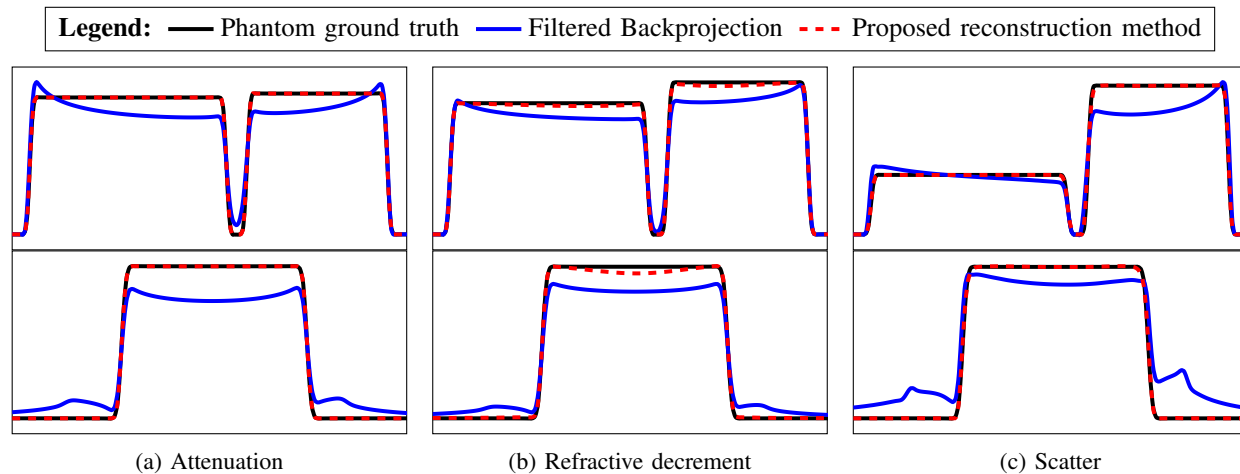 Legend: Phantom ground truth Filtered Backprojection Proposed reconstruction method
(a) Attenuation
(b) Refractive decrement
(c) Scatter